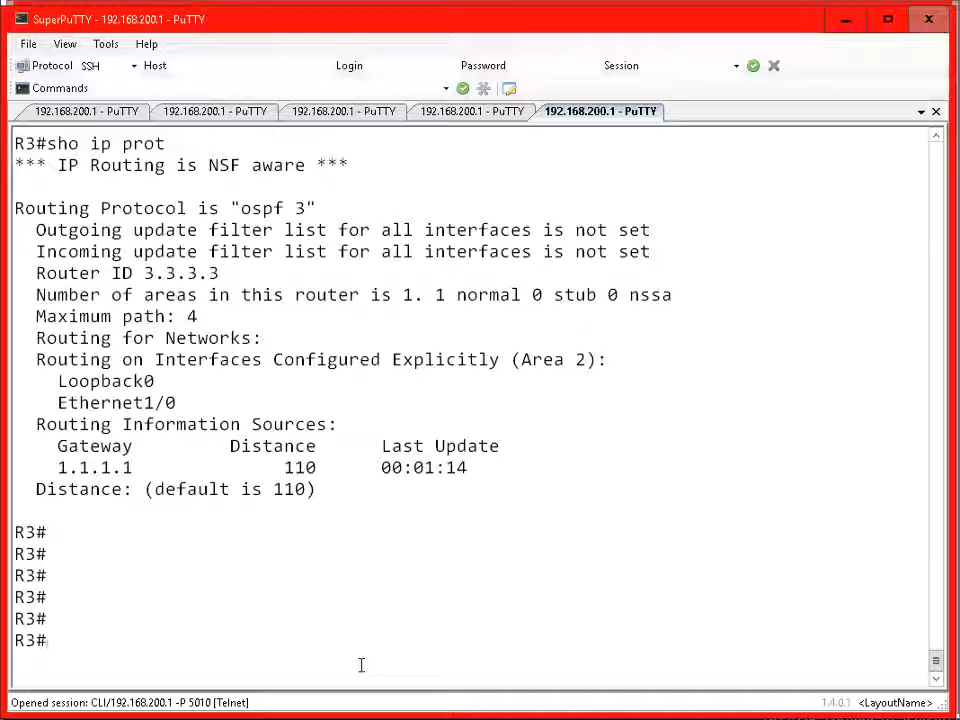 SuperPuTTY - 192.168.200.1 - PuTTY
File View Tools Help
Protocol SSH Host Login Password Session
Commands
192.168.200.1 - PuTTY 192.168.200.1 - PuTTY 192.168.200.1 - PuTTY 192.168.200.1 - PuTTY 192.168.200.1 - PuTTY
R3#sho ip prot
*** IP Routing is NSF aware ***
Routing Protocol is "ospf 3"
Outgoing update filter list for all interfaces is not set
Incoming update filter list for all interfaces is not set
Router ID 3.3.3.3
Number of areas in this router is 1. 1 normal 0 stub 0 nssa
Maximum path: 4
Routing for Networks:
Routing on Interfaces Configured Explicitly (Area 2):
Loopback0
Ethernet1/0
Routing Information Sources:
Gateway Distance Last Update
1.1.1.1 110 00:01:14
Distance: (default is 110)
R3#
R3#
R3#
R3#
R3#
R3#
Opened session: CLI/192.168.200.1 -P 5010 [Telnet] 1.4.0.1 <LayoutName>